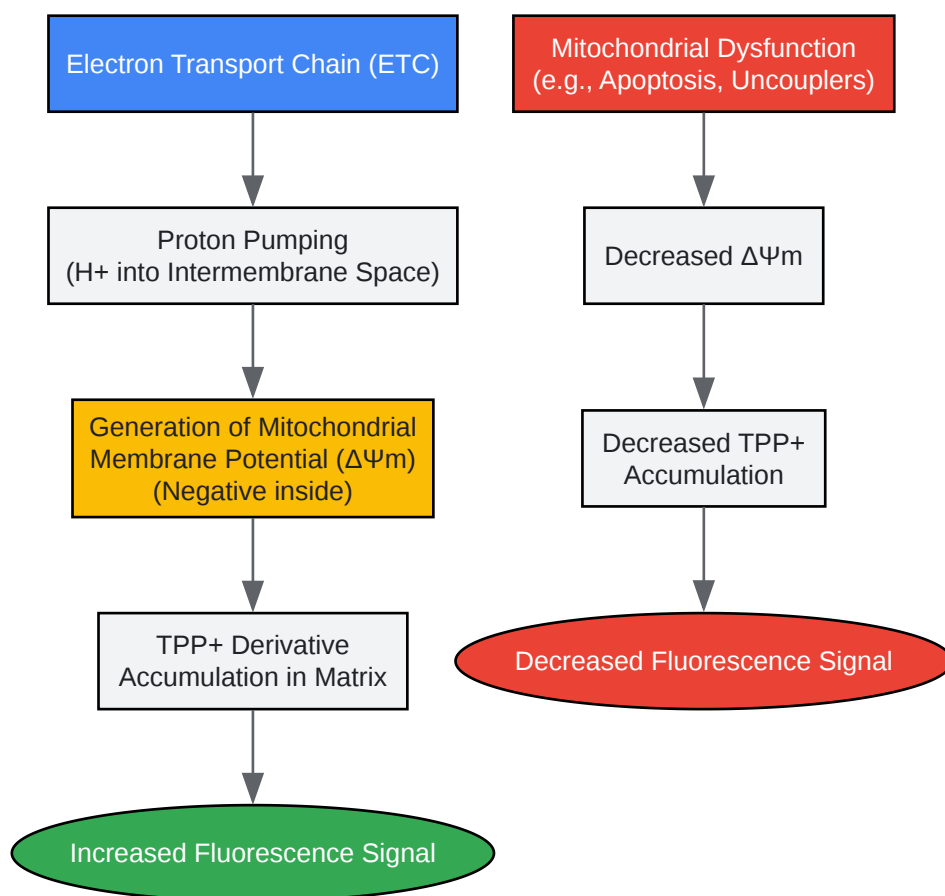 Electron Transport Chain (ETC)
Proton Pumping
(H+ into Intermembrane Space)
Generation of Mitochondrial
Membrane Potential (ΔΨm)
(Negative inside)
TPP+ Derivative
Accumulation in Matrix
Increased Fluorescence Signal
Mitochondrial Dysfunction
(e.g., Apoptosis, Uncouplers)
Decreased ΔΨm
Decreased TPP+
Accumulation
Decreased Fluorescence Signal